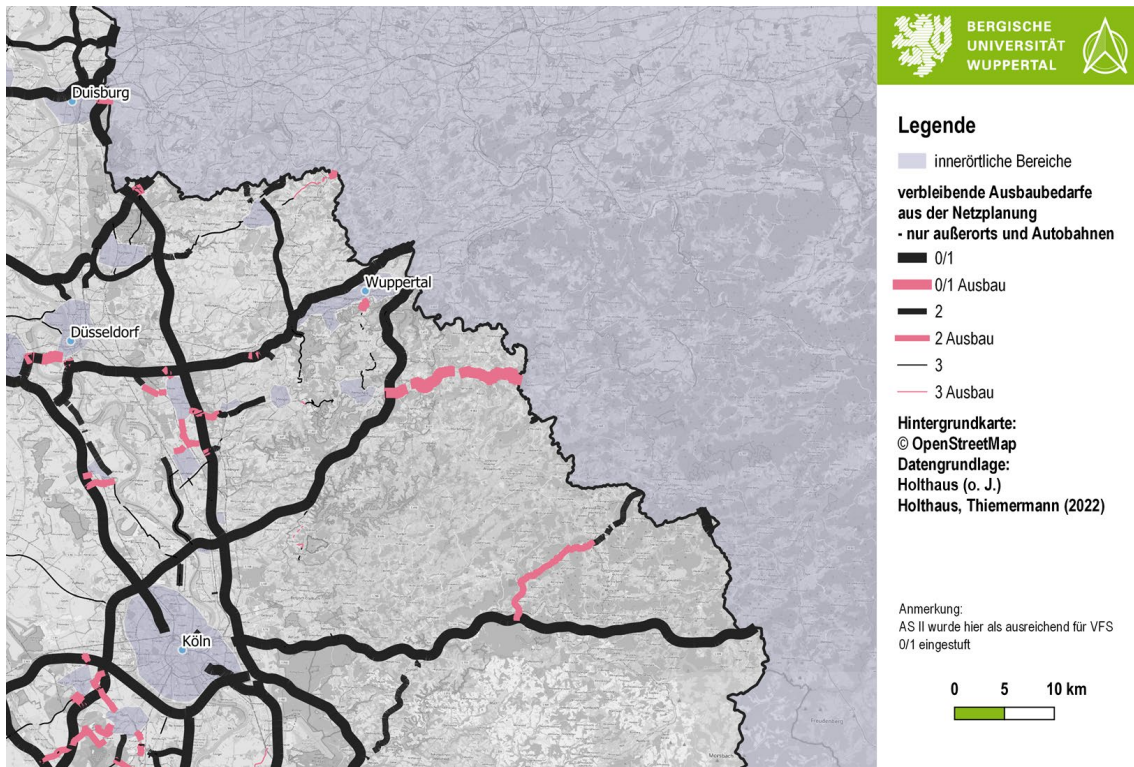 Duisburg
Wuppertal
Düsseldorf
Köln
Freudenberg
Morsbach
BERGISCHE
UNIVERSITÄT
WUPPERTAL
Legende
innerörtliche Bereiche
verbleibende Ausbaubedarfe
aus der Netzplanung
- nur außerorts und Autobahnen
0/1
0/1 Ausbau
2
2 Ausbau
3
3 Ausbau
Hintergrundkarte:
© OpenStreetMap
Datengrundlage:
Holthaus (o. J.)
Holthaus, Thiemermann (2022)
Anmerkung:
AS II wurde hier als ausreichend für VFS
0/1 eingestuft
0 5 10 km